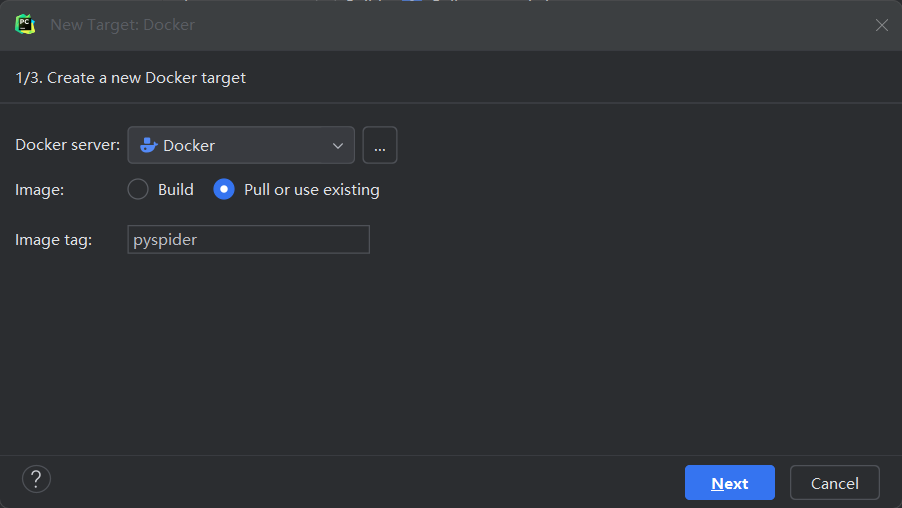 PC
New Target: Docker
1/3. Create a new Docker target
Docker server: Docker ...
Image: Build Pull or use existing
Image tag: pyspider
? Next Cancel